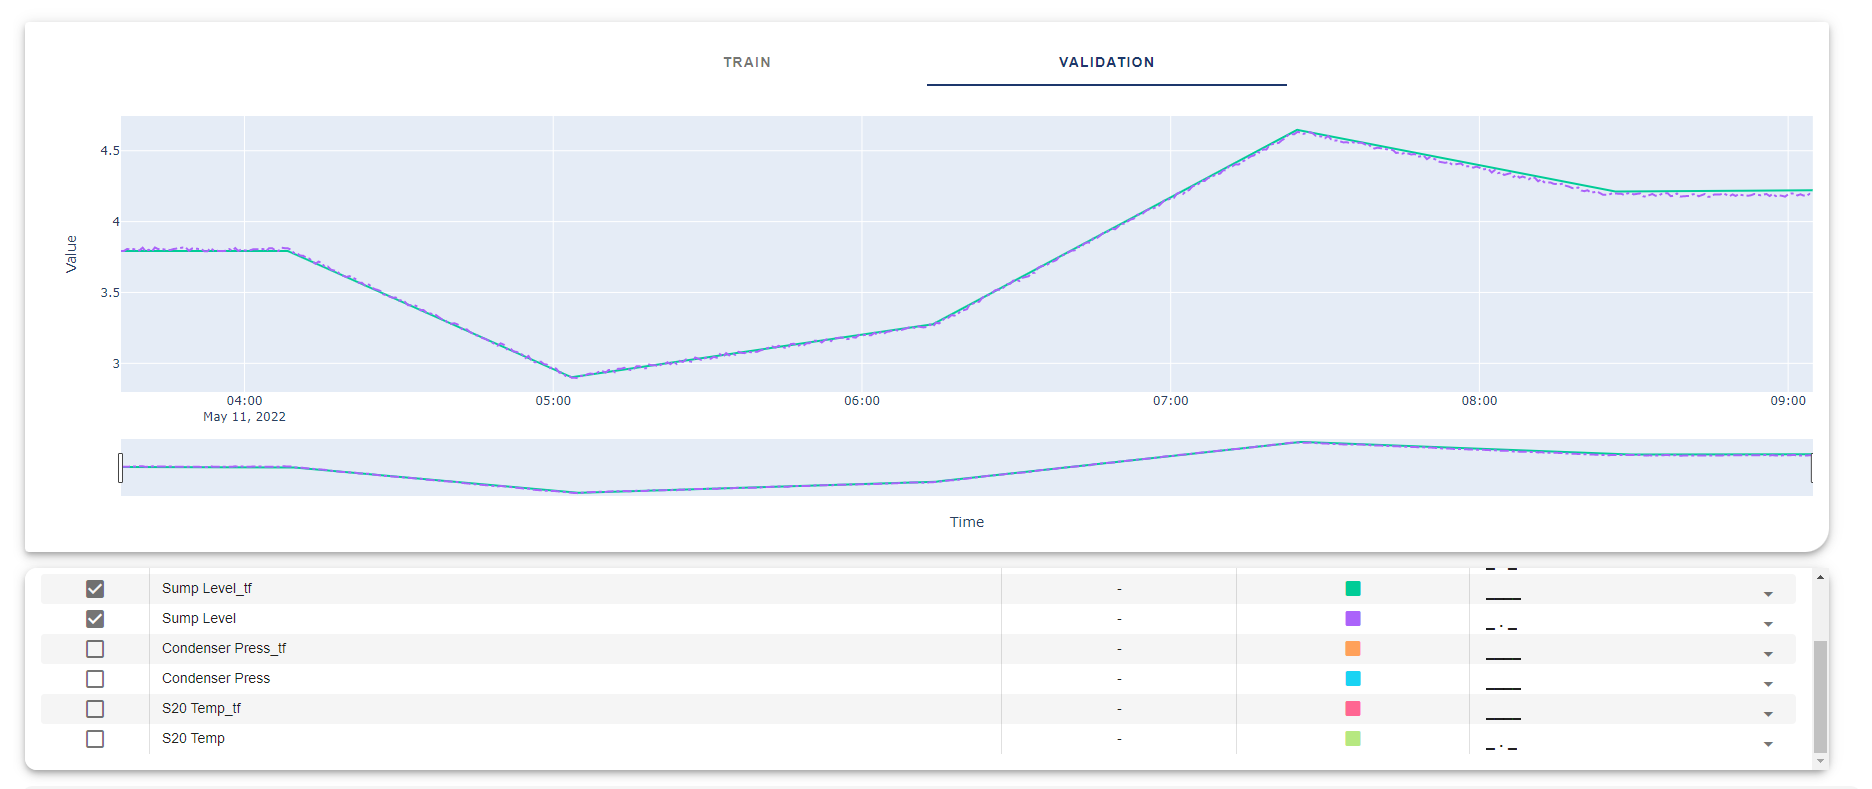 TRAIN
VALIDATION
4.5
4
3.5
3
Value
04:00
05:00
06:00
07:00
08:00
09:00
May 11, 2022
Time
Sump Level_tf
-
Sump Level
-
Condenser Press_tf
-
Condenser Press
-
S20 Temp_tf
-
S20 Temp
-